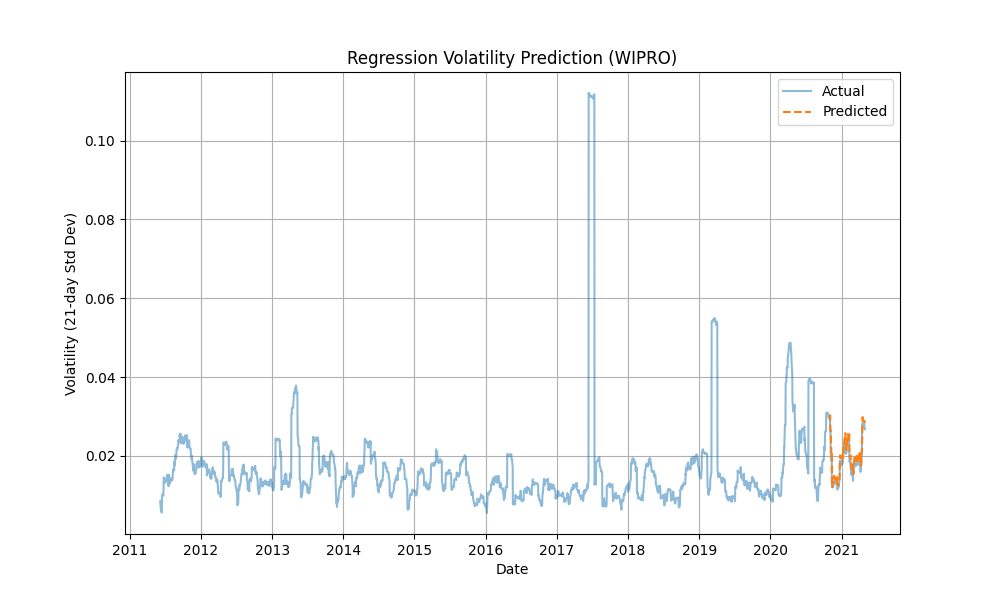 Regression Volatility Prediction (WIPRO)
Actual
Predicted
Volatility (21-day Std Dev)
0.10
0.08
0.06
0.04
0.02
2011 2012 2013 2014 2015 2016 2017 2018 2019 2020 2021
Date